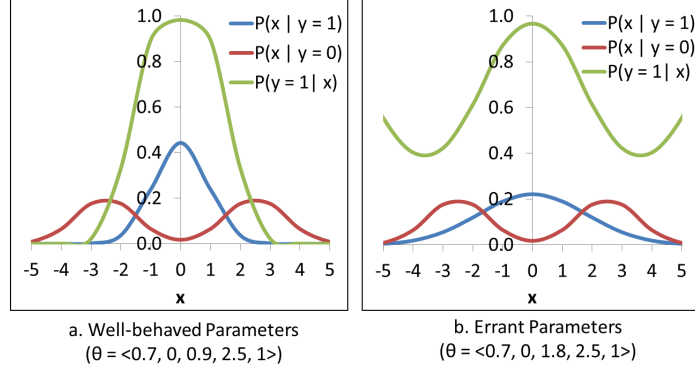 1.0
0.8
0.6
0.4
0.2
0.0
-5 -4 -3 -2 -1 0 1 2 3 4 5
x
P(x | y = 1)
P(x | y = 0)
P(y = 1| x)
a. Well-behaved Parameters
(θ = <0.7, 0, 0.9, 2.5, 1>)
1.0
0.8
0.6
0.4
0.2
0.0
-5 -4 -3 -2 -1 0 1 2 3 4 5
x
P(x | y = 1)
P(x | y = 0)
P(y = 1| x)
b. Errant Parameters
(θ = <0.7, 0, 1.8, 2.5, 1>)